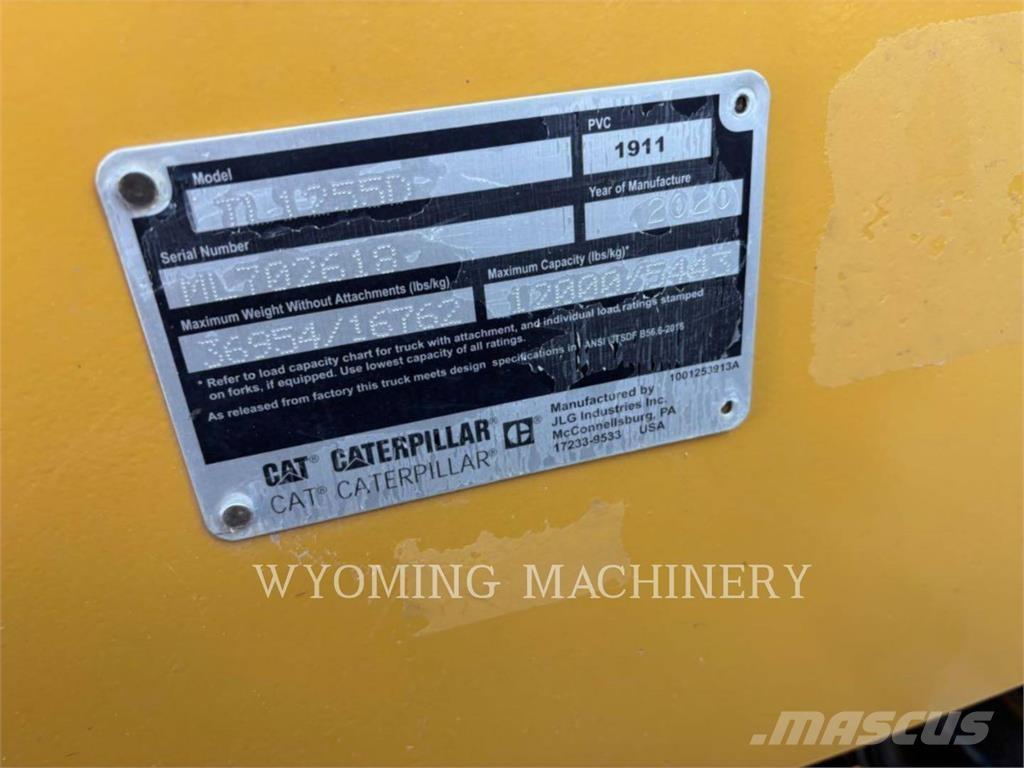 Model
TL1255D
PVC
1911
Serial Number
ML702618
Year of Manufacture
2020
Maximum Weight Without Attachments (lbs/kg)
36954/16762
Maximum Capacity (lbs/kg)*
12000/5443
* Refer to load capacity chart for truck with attachment, and individual load ratings stamped
on forks, if equipped. Use lowest capacity of all ratings.
As released from factory this truck meets design specifications in ANSI ITSDF B56.6-2016
CAT® CATERPILLAR®
CAT® CATERPILLAR®
Manufactured by
JLG Industries Inc.
McConnellsburg, PA
17233-9533 USA
1001253913A
WYOMING MACHINERY
MASCUS